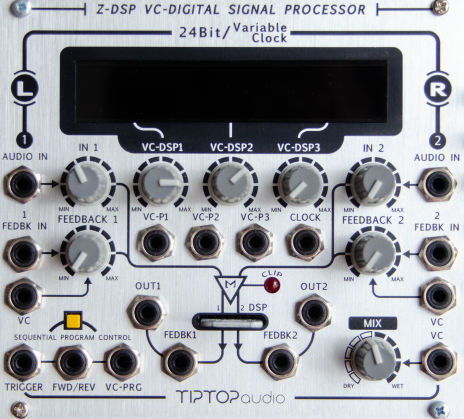 Z-DSP VC-DIGITAL SIGNAL PROCESSOR
24Bit/Variable Clock
L
R
1
2
AUDIO IN
IN 1
VC-DSP1
VC-DSP2
VC-DSP3
IN 2
AUDIO IN
MIN
MAX
MIN
MAX
MIN
MAX
MIN
MAX
MIN
MAX
1
FEDBK IN
FEEDBACK 1
VC-P1
VC-P2
VC-P3
CLOCK
FEEDBACK 2
2
FEDBK IN
MIN
MAX
MIN
MAX
VC
M
CLIP
VC
OUT1
1
2
DSP
OUT2
SEQUENTIAL PROGRAM CONTROL
FEDBK1
FEDBK2
MIX
VC
DRY
WET
TRIGGER
FWD/REV
VC-PRG
TIPTOPaudio